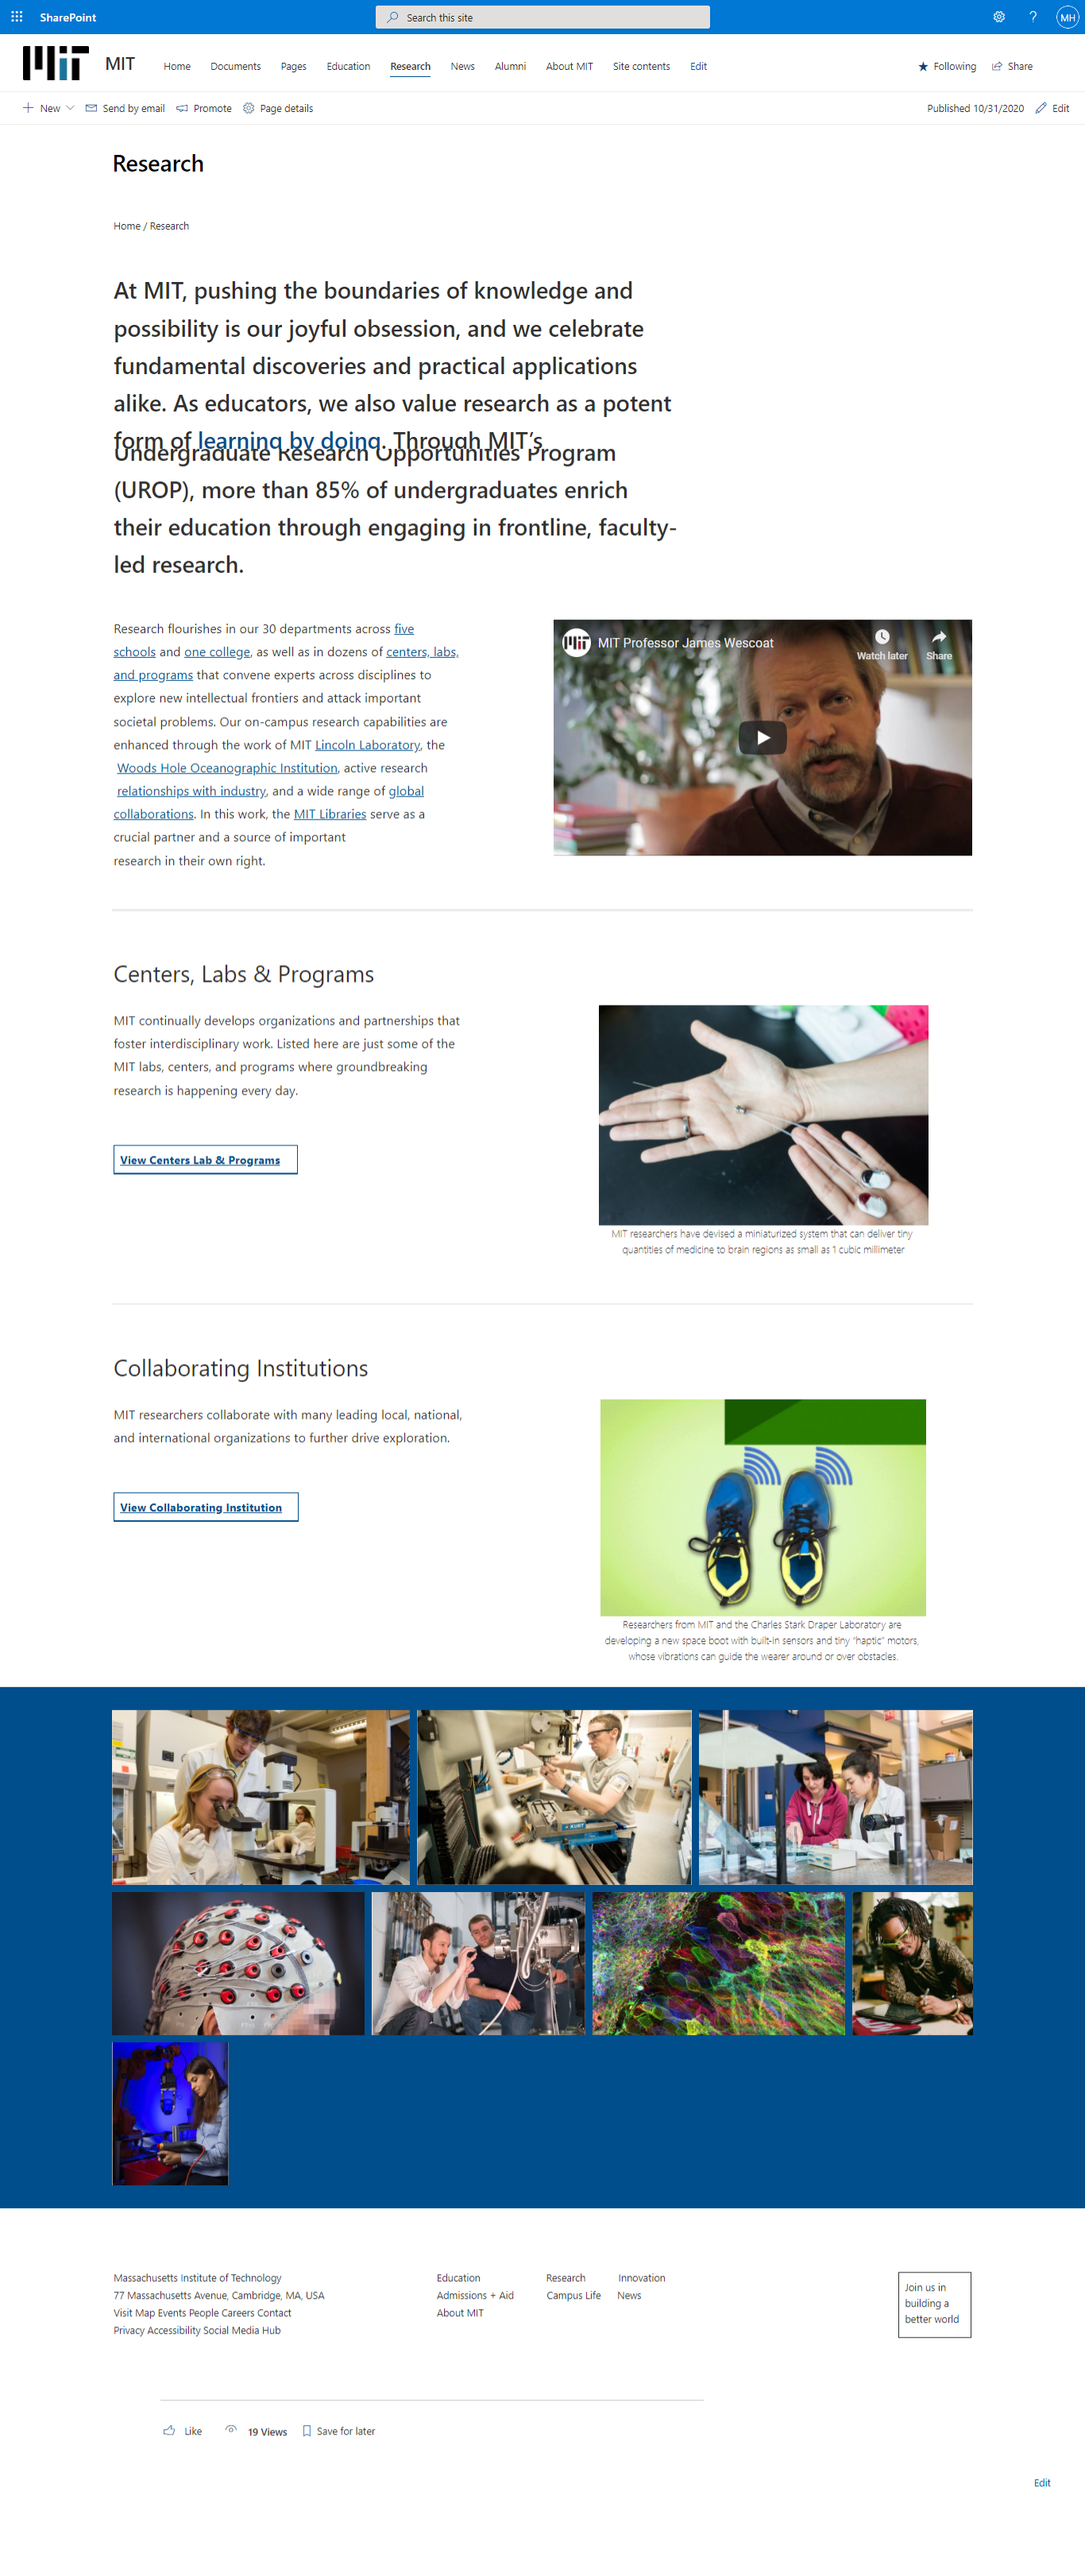 SharePoint
Search this site
MH
MIT
MIT
Home Documents Pages Education Research News Alumni About MIT Site contents Edit
Following Share
New Send by email Promote Page details
Published 10/31/2020 Edit
Research
Home / Research
At MIT, pushing the boundaries of knowledge and
possibility is our joyful obsession, and we celebrate
fundamental discoveries and practical applications
alike. As educators, we also value research as a potent
form of learning by doing. Through MIT’s
Undergraduate Research Opportunities Program
(UROP), more than 85% of undergraduates enrich
their education through engaging in frontline, faculty-
led research.
Research flourishes in our 30 departments across five
schools and one college, as well as in dozens of centers, labs,
and programs that convene experts across disciplines to
explore new intellectual frontiers and attack important
societal problems. Our on-campus research capabilities are
enhanced through the work of MIT Lincoln Laboratory, the
Woods Hole Oceanographic Institution, active research
relationships with industry, and a wide range of global
collaborations. In this work, the MIT Libraries serve as a
crucial partner and a source of important
research in their own right.
MIT
MIT Professor James Wescoat
Watch later Share
Centers, Labs & Programs
MIT continually develops organizations and partnerships that
foster interdisciplinary work. Listed here are just some of the
MIT labs, centers, and programs where groundbreaking
research is happening every day.
View Centers Lab & Programs
MIT researchers have devised a miniaturized system that can deliver tiny
quantities of medicine to brain regions as small as 1 cubic millimeter
Collaborating Institutions
MIT researchers collaborate with many leading local, national,
and international organizations to further drive exploration.
View Collaborating Institution
Researchers from MIT and the Charles Stark Draper Laboratory are
developing a new space boot with built-in sensors and tiny “haptic” motors,
whose vibrations can guide the wearer around or over obstacles.
KURT
Massachusetts Institute of Technology
77 Massachusetts Avenue, Cambridge, MA, USA
Visit Map Events People Careers Contact
Privacy Accessibility Social Media Hub
Education Research Innovation
Admissions + Aid Campus Life News
About MIT
Join us in
building a
better world
Like 19 Views Save for later
Edit